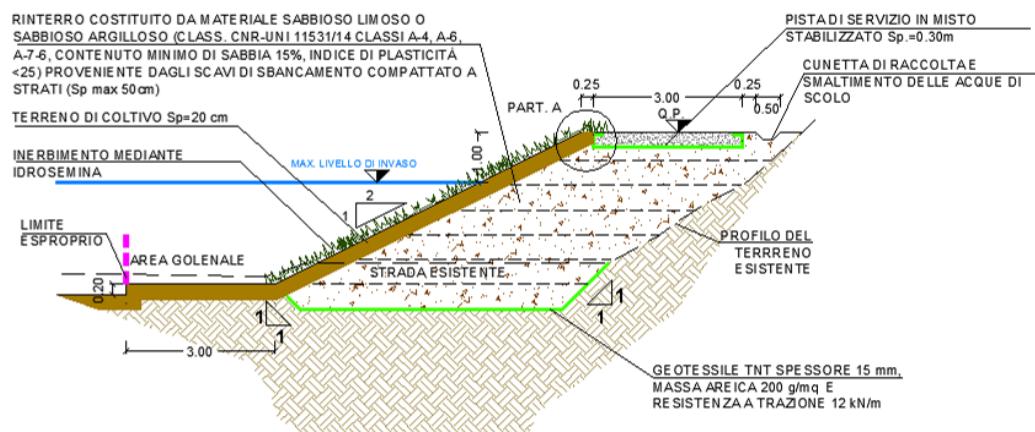 RINTERRO COSTITUITO DA MATERIALE SABBIOSO LIMOSO O
SABBIOSO ARGILLOSO (CLASS. CNR-UNI 11531/14 CLASSI A-4, A-6,
A-7-6, CONTENUTO MINIMO DI SABBIA 15%, INDICE DI PLASTICITÀ
<25) PROVENIENTE DAGLI SCAVI DI SBANCAMENTO COMPATTATO A
STRATI (Sp max 50cm)
TERRENO DI COLTIVO Sp=20 cm
INERBIMENTO MEDIANTE
IDROSEMINA
MAX. LIVELLO DI INVASO
PART. A
1.00
0.25
3.00
0.25
0.50
Q.P.
PISTA DI SERVIZIO IN MISTO
STABILIZZATO Sp.=0.30m
CUNETTA DI RACCOLTA E
SMALTIMENTO DELLE ACQUE DI
SCOLO
2
1
LIMITE
ESPROPRIO
AREA GOLENALE
STRADA ESISTENTE
PROFILO DEL
TERRRENO
ESISTENTE
0.20
3.00
1
1
1
1
GEOTESSILE TNT SPESSORE 15 mm,
MASSA AREICA 200 g/mq E
RESISTENZA A TRAZIONE 12 kN/m